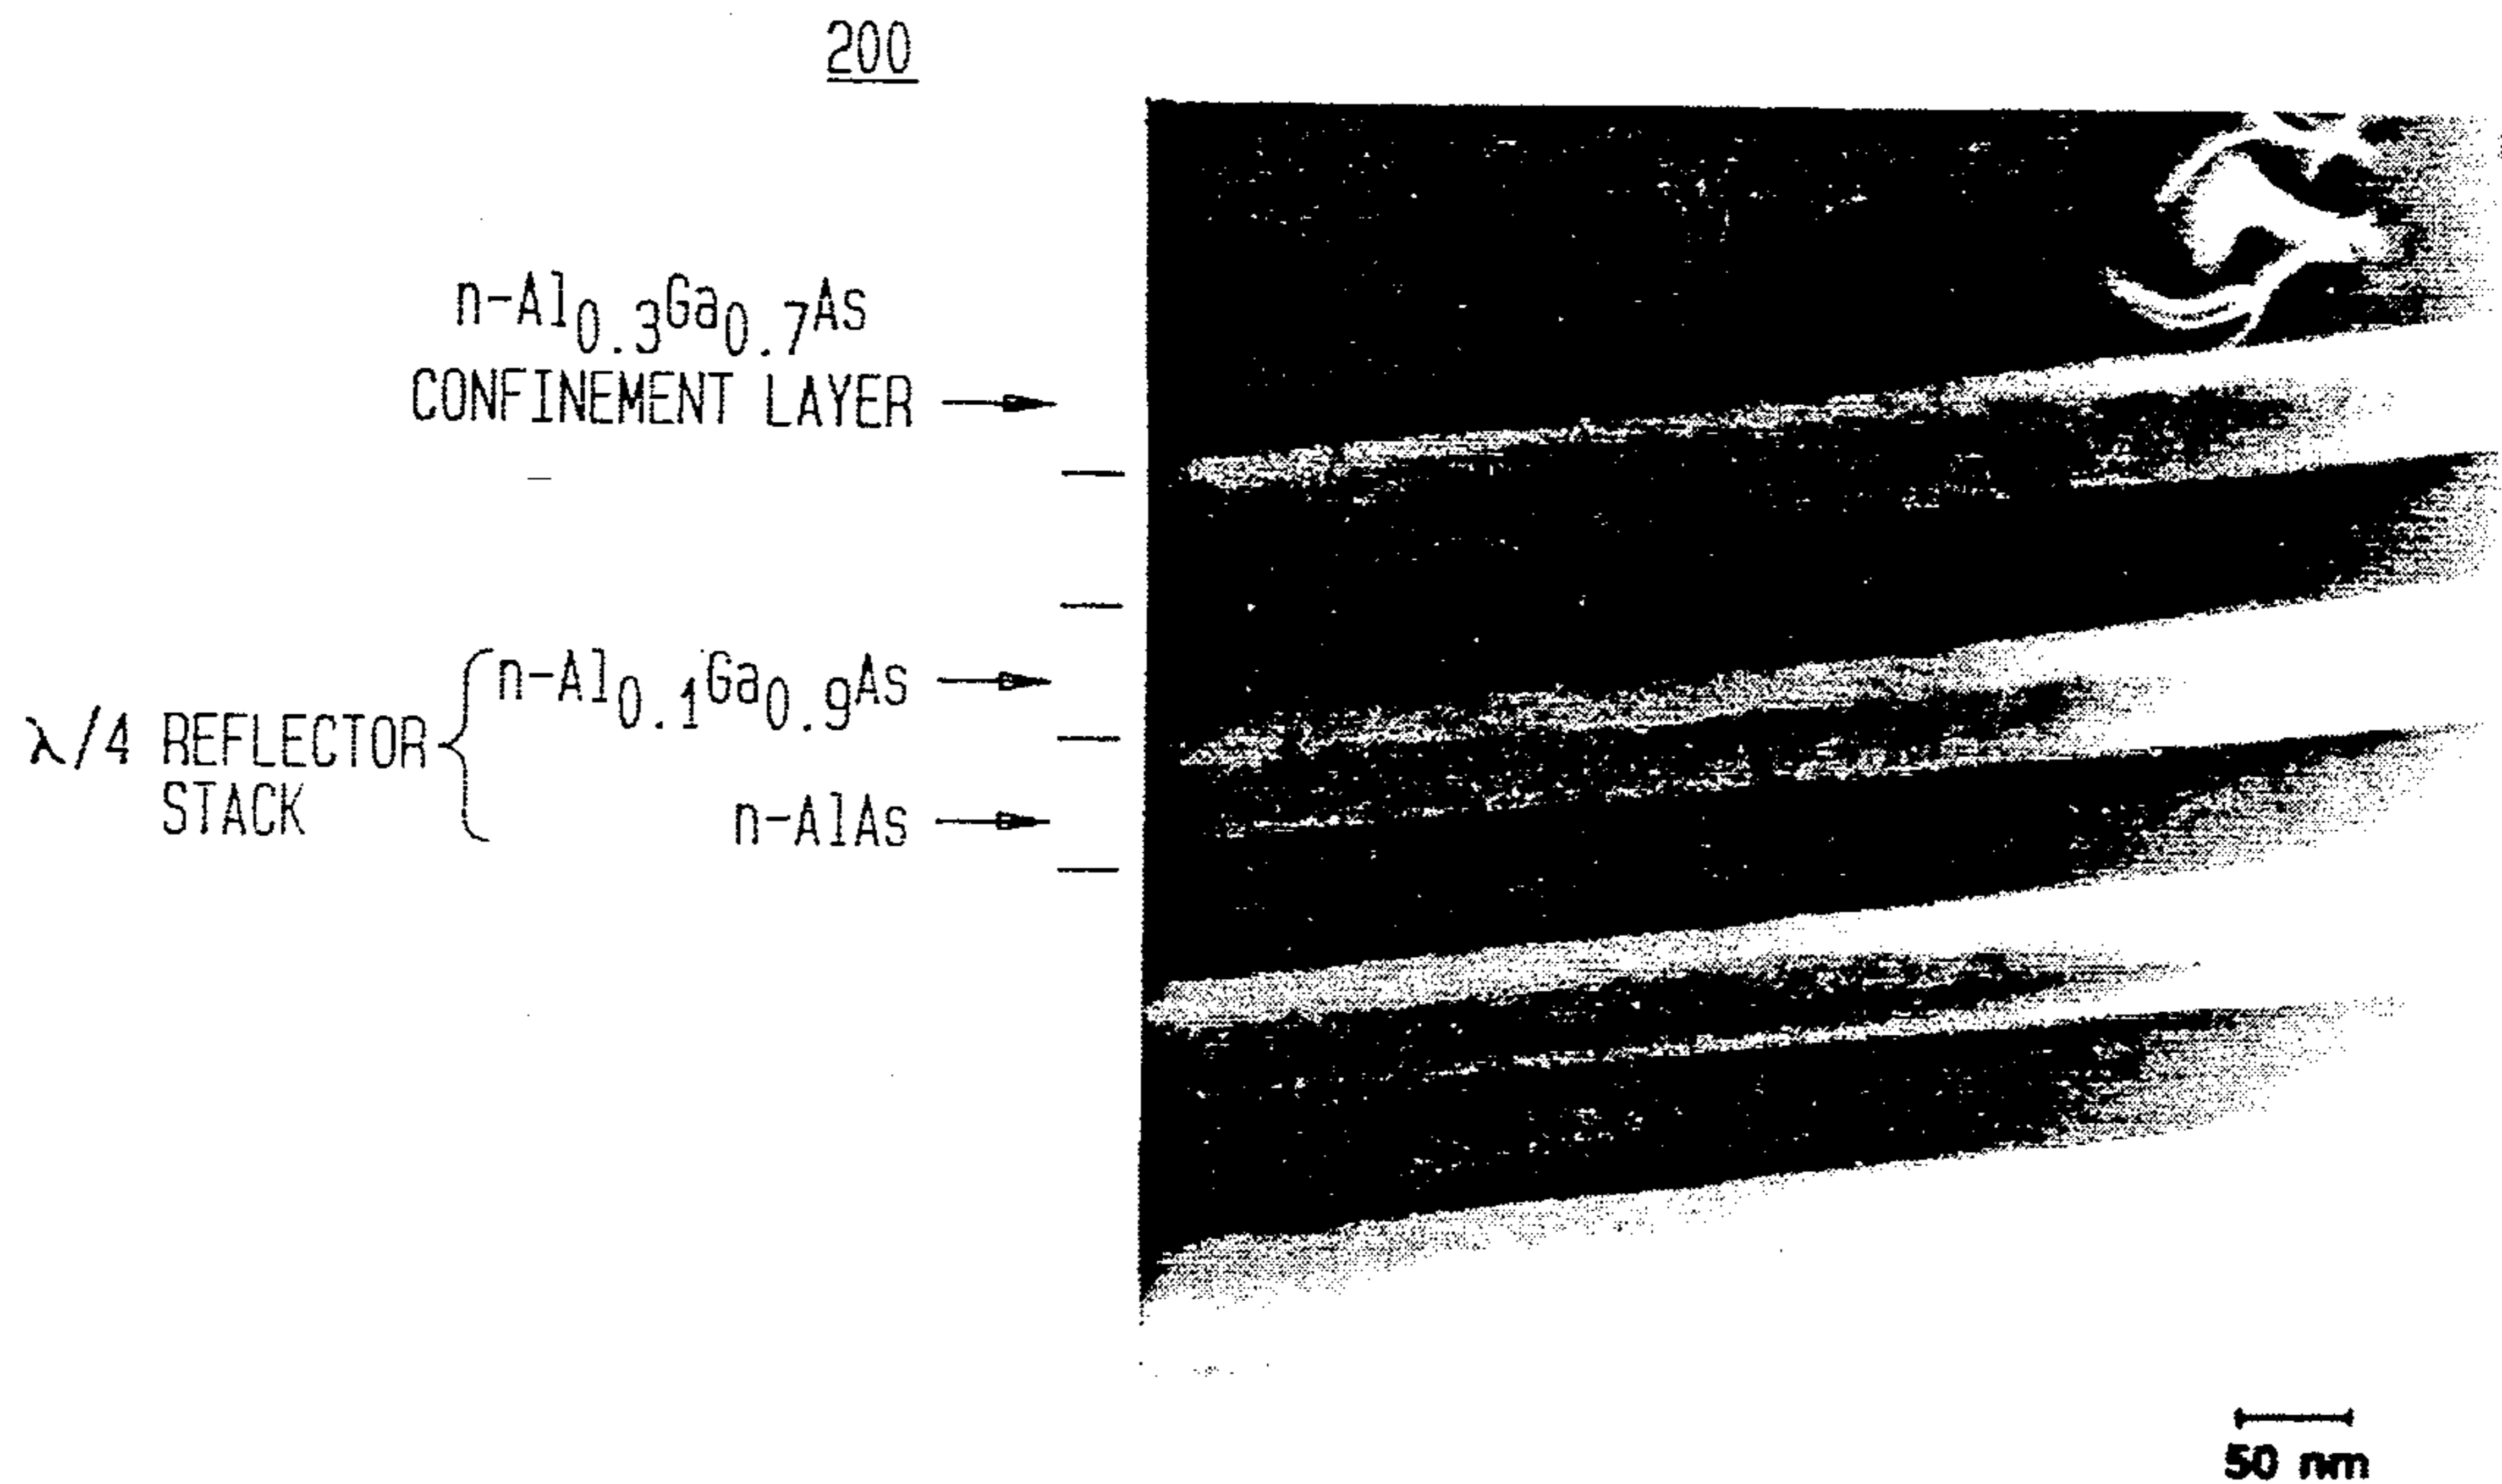 200
n-Al0.3Ga0.7As
CONFINEMENT LAYER
n-Al0.1Ga0.9As
λ/4 REFLECTOR
STACK
n-AlAs
50 nm